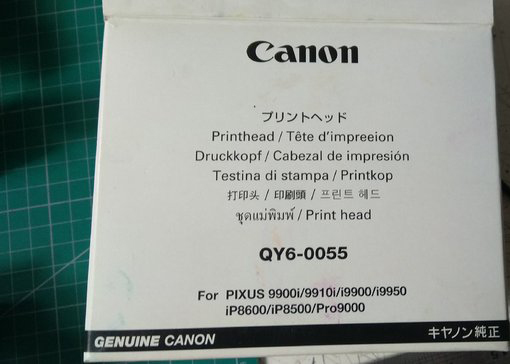 Canon
プリントヘッド
Printhead / Tête d'impreeion
Druckkopf / Cabezal de impresión
Testina di stampa / Printkop
打印头 / 印刷頭 / 프린트 헤드
ชุดแม่พิมพ์ / Print head
QY6-0055
For PIXUS 9900i/9910i/i9900/i9950
iP8600/iP8500/Pro9000
GENUINE CANON キヤノン純正